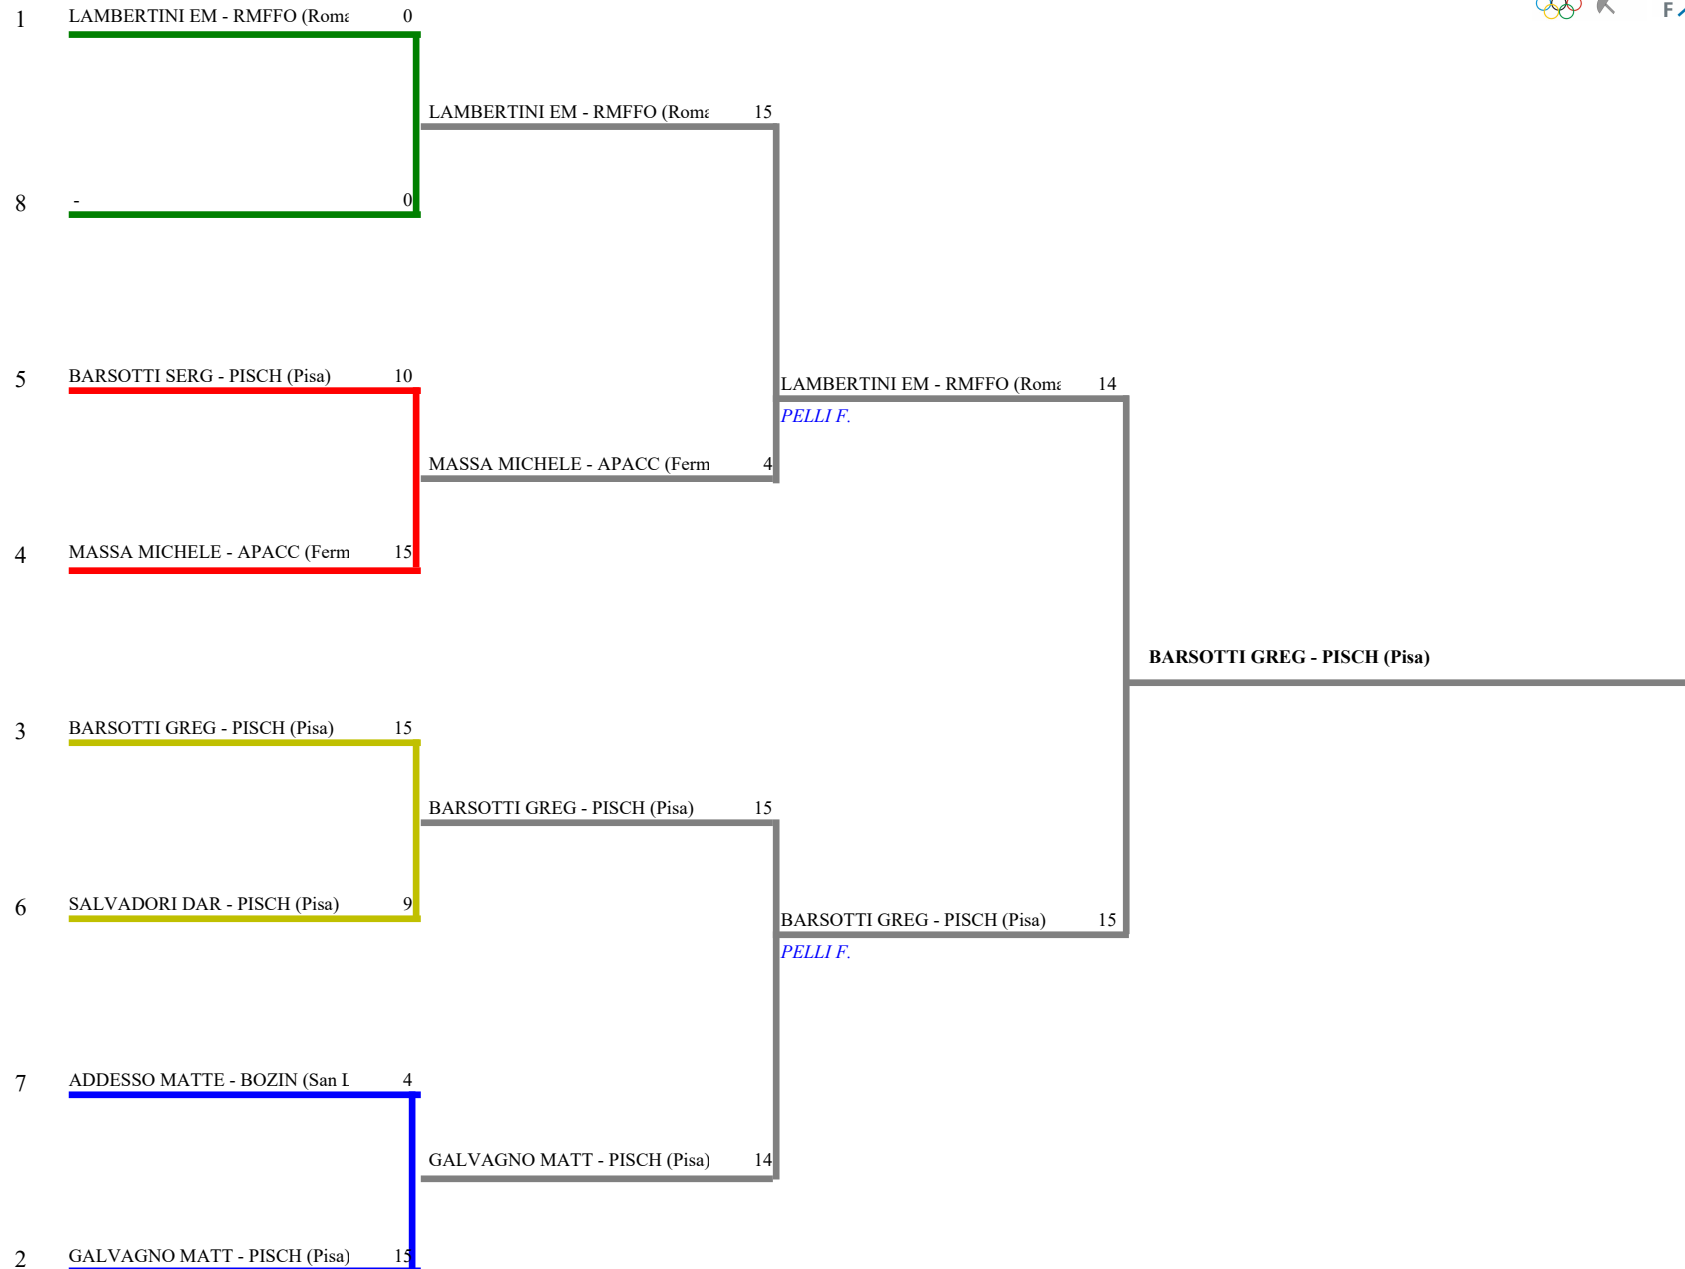 1 LAMBERTINI EM - RMFFO (Roma 0
LAMBERTINI EM - RMFFO (Roma 15
8 - 0
5 BARSOTTI SERG - PISCH (Pisa) 10
LAMBERTINI EM - RMFFO (Roma 14
PELLI F.
MASSA MICHELE - APACC (Ferm 4
4 MASSA MICHELE - APACC (Ferm 15
BARSOTTI GREG - PISCH (Pisa)
3 BARSOTTI GREG - PISCH (Pisa) 15
BARSOTTI GREG - PISCH (Pisa) 15
6 SALVADORI DAR - PISCH (Pisa) 9
BARSOTTI GREG - PISCH (Pisa) 15
PELLI F.
7 ADDESSO MATTE - BOZIN (San L 4
GALVAGNO MATT - PISCH (Pisa) 14
2 GALVAGNO MATT - PISCH (Pisa) 15